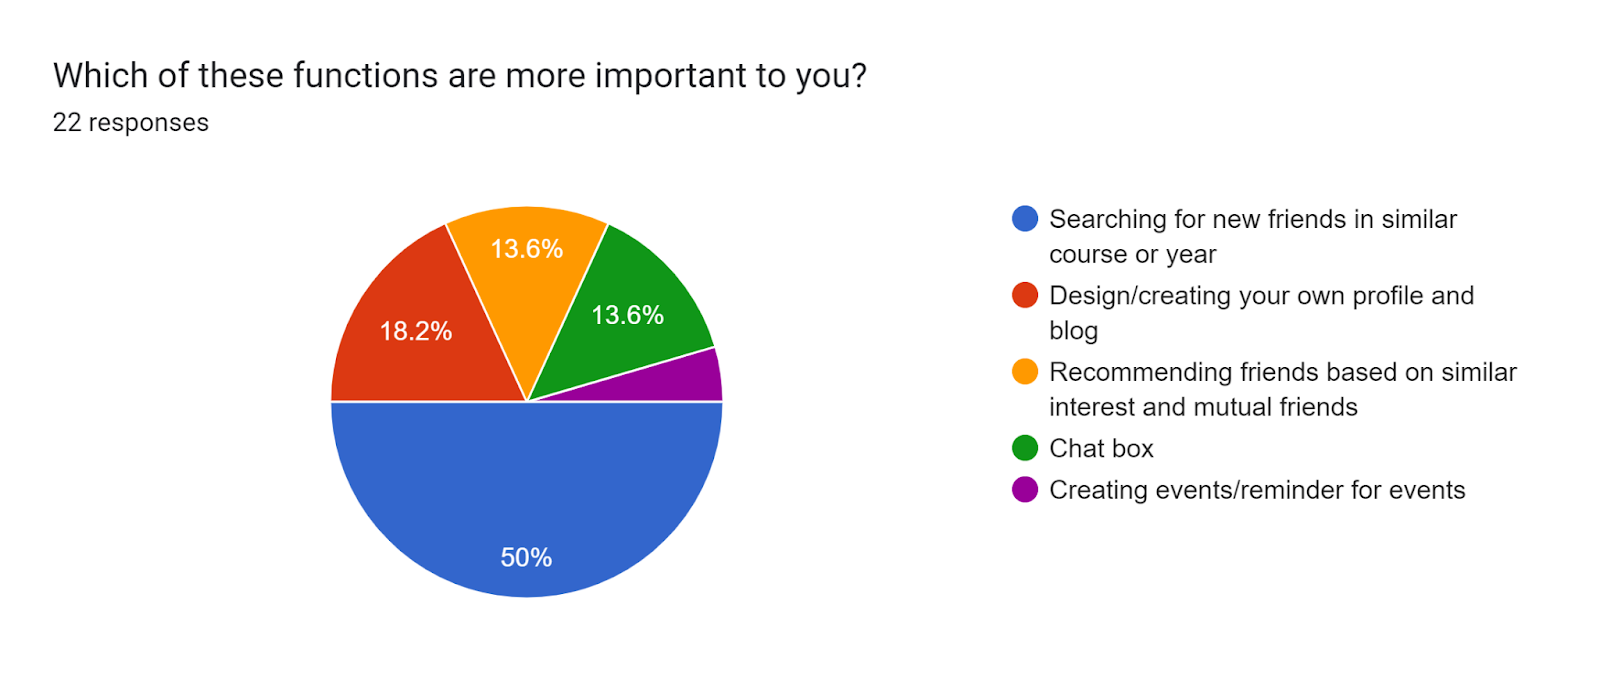 Which of these functions are more important to you?
22 responses
13.6%
13.6%
18.2%
50%
Searching for new friends in similar
course or year
Design/creating your own profile and
blog
Recommending friends based on similar
interest and mutual friends
Chat box
Creating events/reminder for events